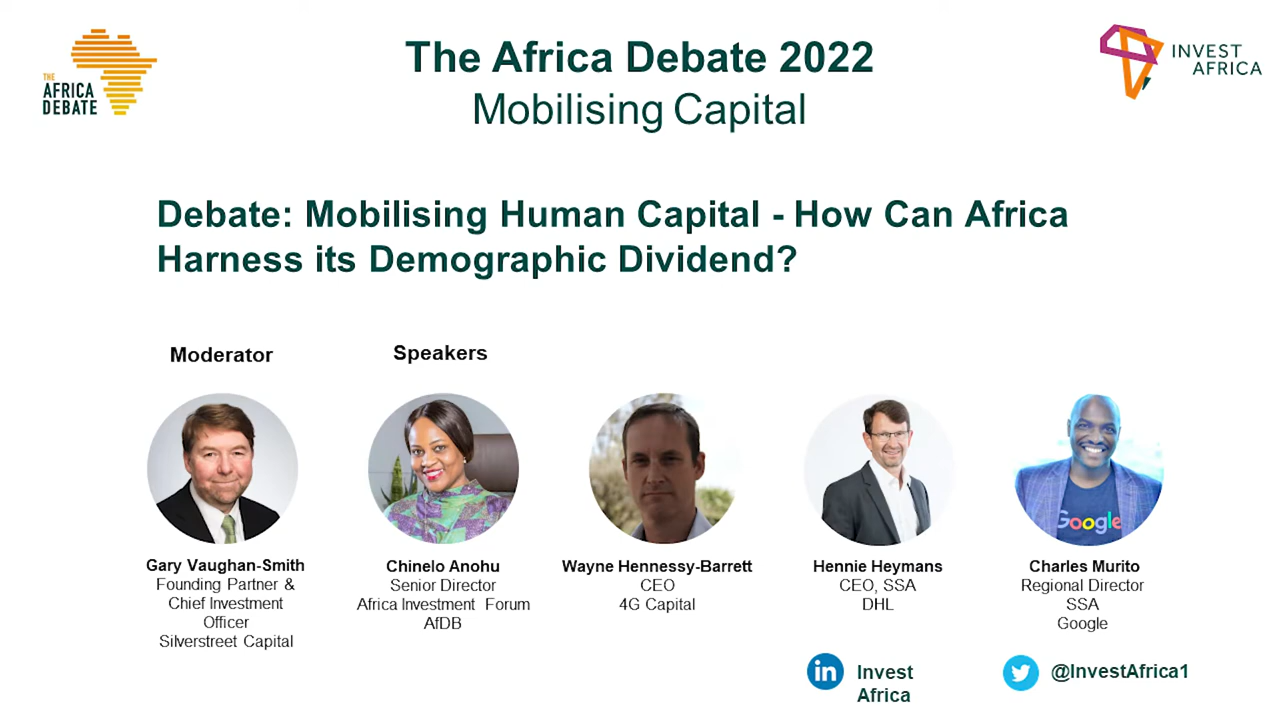 THE
AFRICA
DEBATE
The Africa Debate 2022
Mobilising Capital
INVEST
AFRICA
Debate: Mobilising Human Capital - How Can Africa
Harness its Demographic Dividend?
Moderator
Speakers
Google
Gary Vaughan-Smith
Founding Partner &
Chief Investment
Officer
Silverstreet Capital
Chinelo Anohu
Senior Director
Africa Investment Forum
AfDB
Wayne Hennessy-Barrett
CEO
4G Capital
Hennie Heymans
CEO, SSA
DHL
Charles Murito
Regional Director
SSA
Google
in
Invest
Africa
@InvestAfrica1